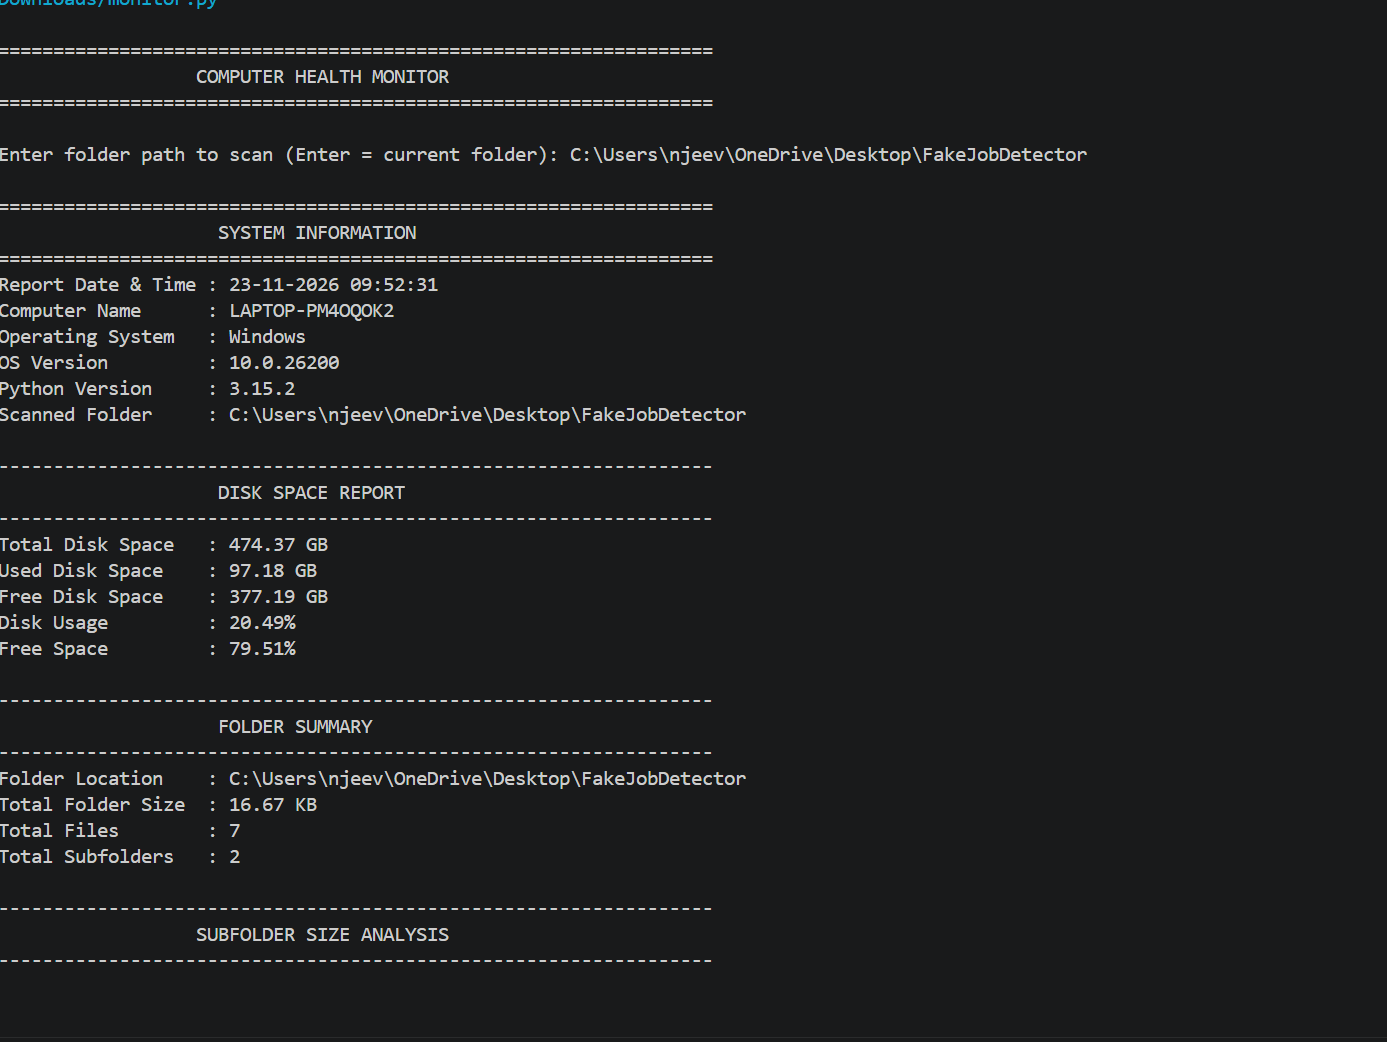 Downloads/monitor.py
=================================================================
COMPUTER HEALTH MONITOR
=================================================================
Enter folder path to scan (Enter = current folder): C:\Users\njeev\OneDrive\Desktop\FakeJobDetector
=================================================================
SYSTEM INFORMATION
=================================================================
Report Date & Time : 23-11-2026 09:52:31
Computer Name      : LAPTOP-PM4OQOK2
Operating System   : Windows
OS Version         : 10.0.26200
Python Version     : 3.15.2
Scanned Folder     : C:\Users\njeev\OneDrive\Desktop\FakeJobDetector
-----------------------------------------------------------------
DISK SPACE REPORT
-----------------------------------------------------------------
Total Disk Space   : 474.37 GB
Used Disk Space    : 97.18 GB
Free Disk Space    : 377.19 GB
Disk Usage         : 20.49%
Free Space         : 79.51%
-----------------------------------------------------------------
FOLDER SUMMARY
-----------------------------------------------------------------
Folder Location    : C:\Users\njeev\OneDrive\Desktop\FakeJobDetector
Total Folder Size  : 16.67 KB
Total Files        : 7
Total Subfolders   : 2
-----------------------------------------------------------------
SUBFOLDER SIZE ANALYSIS
-----------------------------------------------------------------